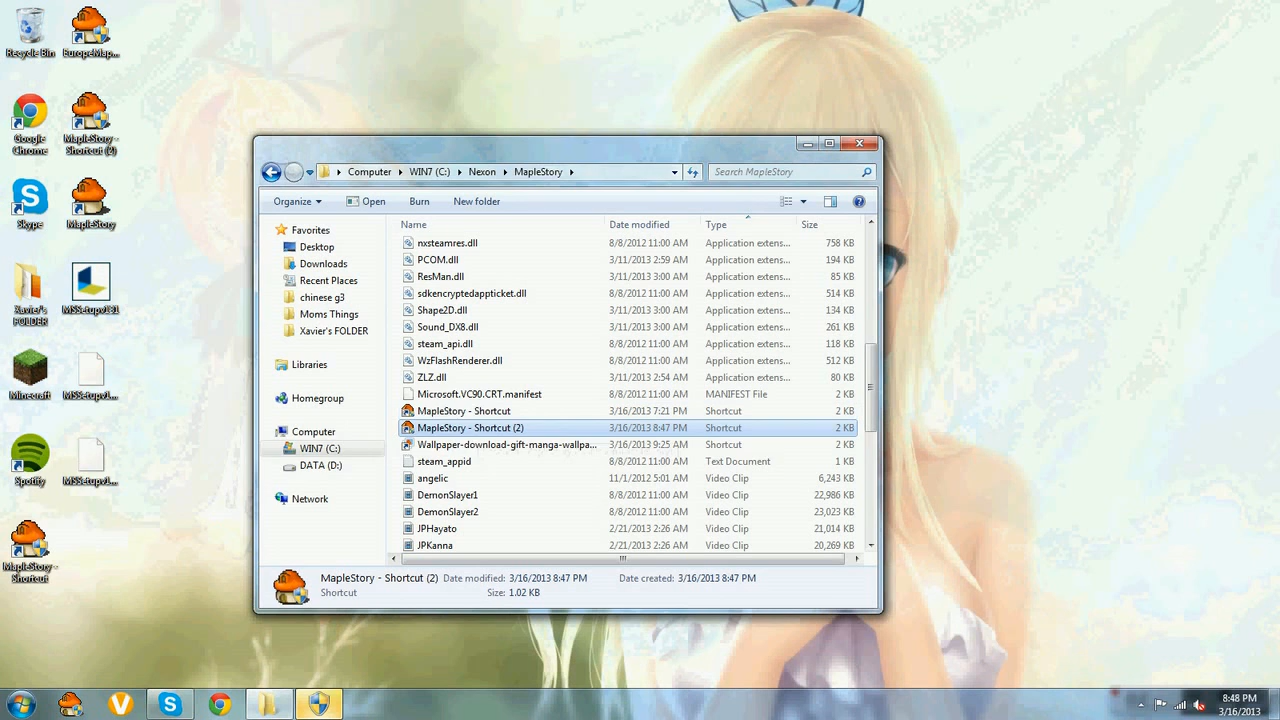 Recycle Bin
EuropeMap...
Google Chrome
MapleStory - Shortcut (2)
Skype
MapleStory
Xavier's FOLDER
MSSetupv131
Minecraft
MSSetupv1...
Spotify
MSSetupv1...
MapleStory - Shortcut
Computer WIN7 (C:) Nexon MapleStory
Search MapleStory
Organize Open Burn New folder
Favorites
Desktop
Downloads
Recent Places
chinese g3
Moms Things
Xavier's FOLDER
Libraries
Homegroup
Computer
WIN7 (C:)
DATA (D:)
Network
Name Date modified Type Size
nxsteamres.dll 8/8/2012 11:00 AM Application extens... 758 KB
PCOM.dll 3/11/2013 2:59 AM Application extens... 194 KB
ResMan.dll 3/11/2013 3:00 AM Application extens... 85 KB
sdkencryptedappticket.dll 8/8/2012 11:00 AM Application extens... 514 KB
Shape2D.dll 3/11/2013 3:00 AM Application extens... 134 KB
Sound_DX8.dll 3/11/2013 3:00 AM Application extens... 261 KB
steam_api.dll 8/8/2012 11:00 AM Application extens... 118 KB
WzFlashRenderer.dll 8/8/2012 11:00 AM Application extens... 512 KB
ZLZ.dll 3/11/2013 2:54 AM Application extens... 80 KB
Microsoft.VC90.CRT.manifest 8/8/2012 11:00 AM MANIFEST File 2 KB
MapleStory - Shortcut 3/16/2013 7:21 PM Shortcut 2 KB
MapleStory - Shortcut (2) 3/16/2013 8:47 PM Shortcut 2 KB
Wallpaper-download-gift-manga-wallpa... 3/16/2013 9:25 AM Shortcut 2 KB
steam_appid 8/8/2012 11:00 AM Text Document 1 KB
angelic 11/1/2012 5:01 AM Video Clip 6,243 KB
DemonSlayer1 8/8/2012 11:00 AM Video Clip 22,986 KB
DemonSlayer2 8/8/2012 11:00 AM Video Clip 23,023 KB
JPHayato 2/21/2013 2:26 AM Video Clip 21,014 KB
JPKanna 2/21/2013 2:26 AM Video Clip 20,269 KB
MapleStory - Shortcut (2) Date modified: 3/16/2013 8:47 PM Date created: 3/16/2013 8:47 PM
Shortcut Size: 1.02 KB
8:48 PM
3/16/2013